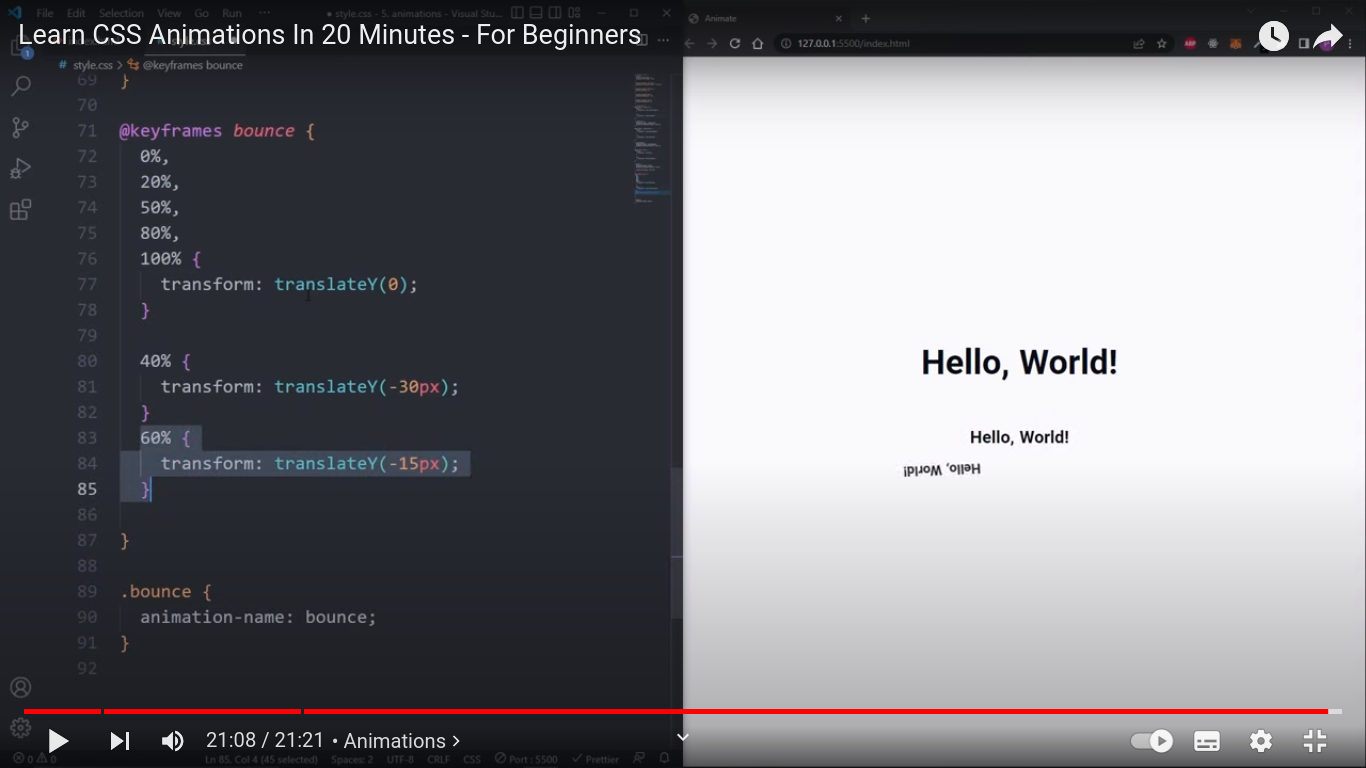 File Edit Selection View Go Run ··· ● style.css - 5. animations - Visual Stu...
Learn CSS Animations In 20 Minutes - For Beginners
1
# style.css > @keyframes bounce
69 }
70
71 @keyframes bounce {
72 0%,
73 20%,
74 50%,
75 80%,
76 100% {
77 transform: translateY(0);
78 }
79
80 40% {
81 transform: translateY(-30px);
82 }
83 60% {
84 transform: translateY(-15px);
85 }
86
87 }
88
89 .bounce {
90 animation-name: bounce;
91 }
92
Animate
127.0.0.1:5500/index.html
ABP
Hello, World!
Hello, World!
Hello, World!
21:08 / 21:21 • Animations >
0 0 Ln 85, Col 4 (45 selected) Spaces: 2 UTF-8 CRLF CSS Port : 5500 Prettier